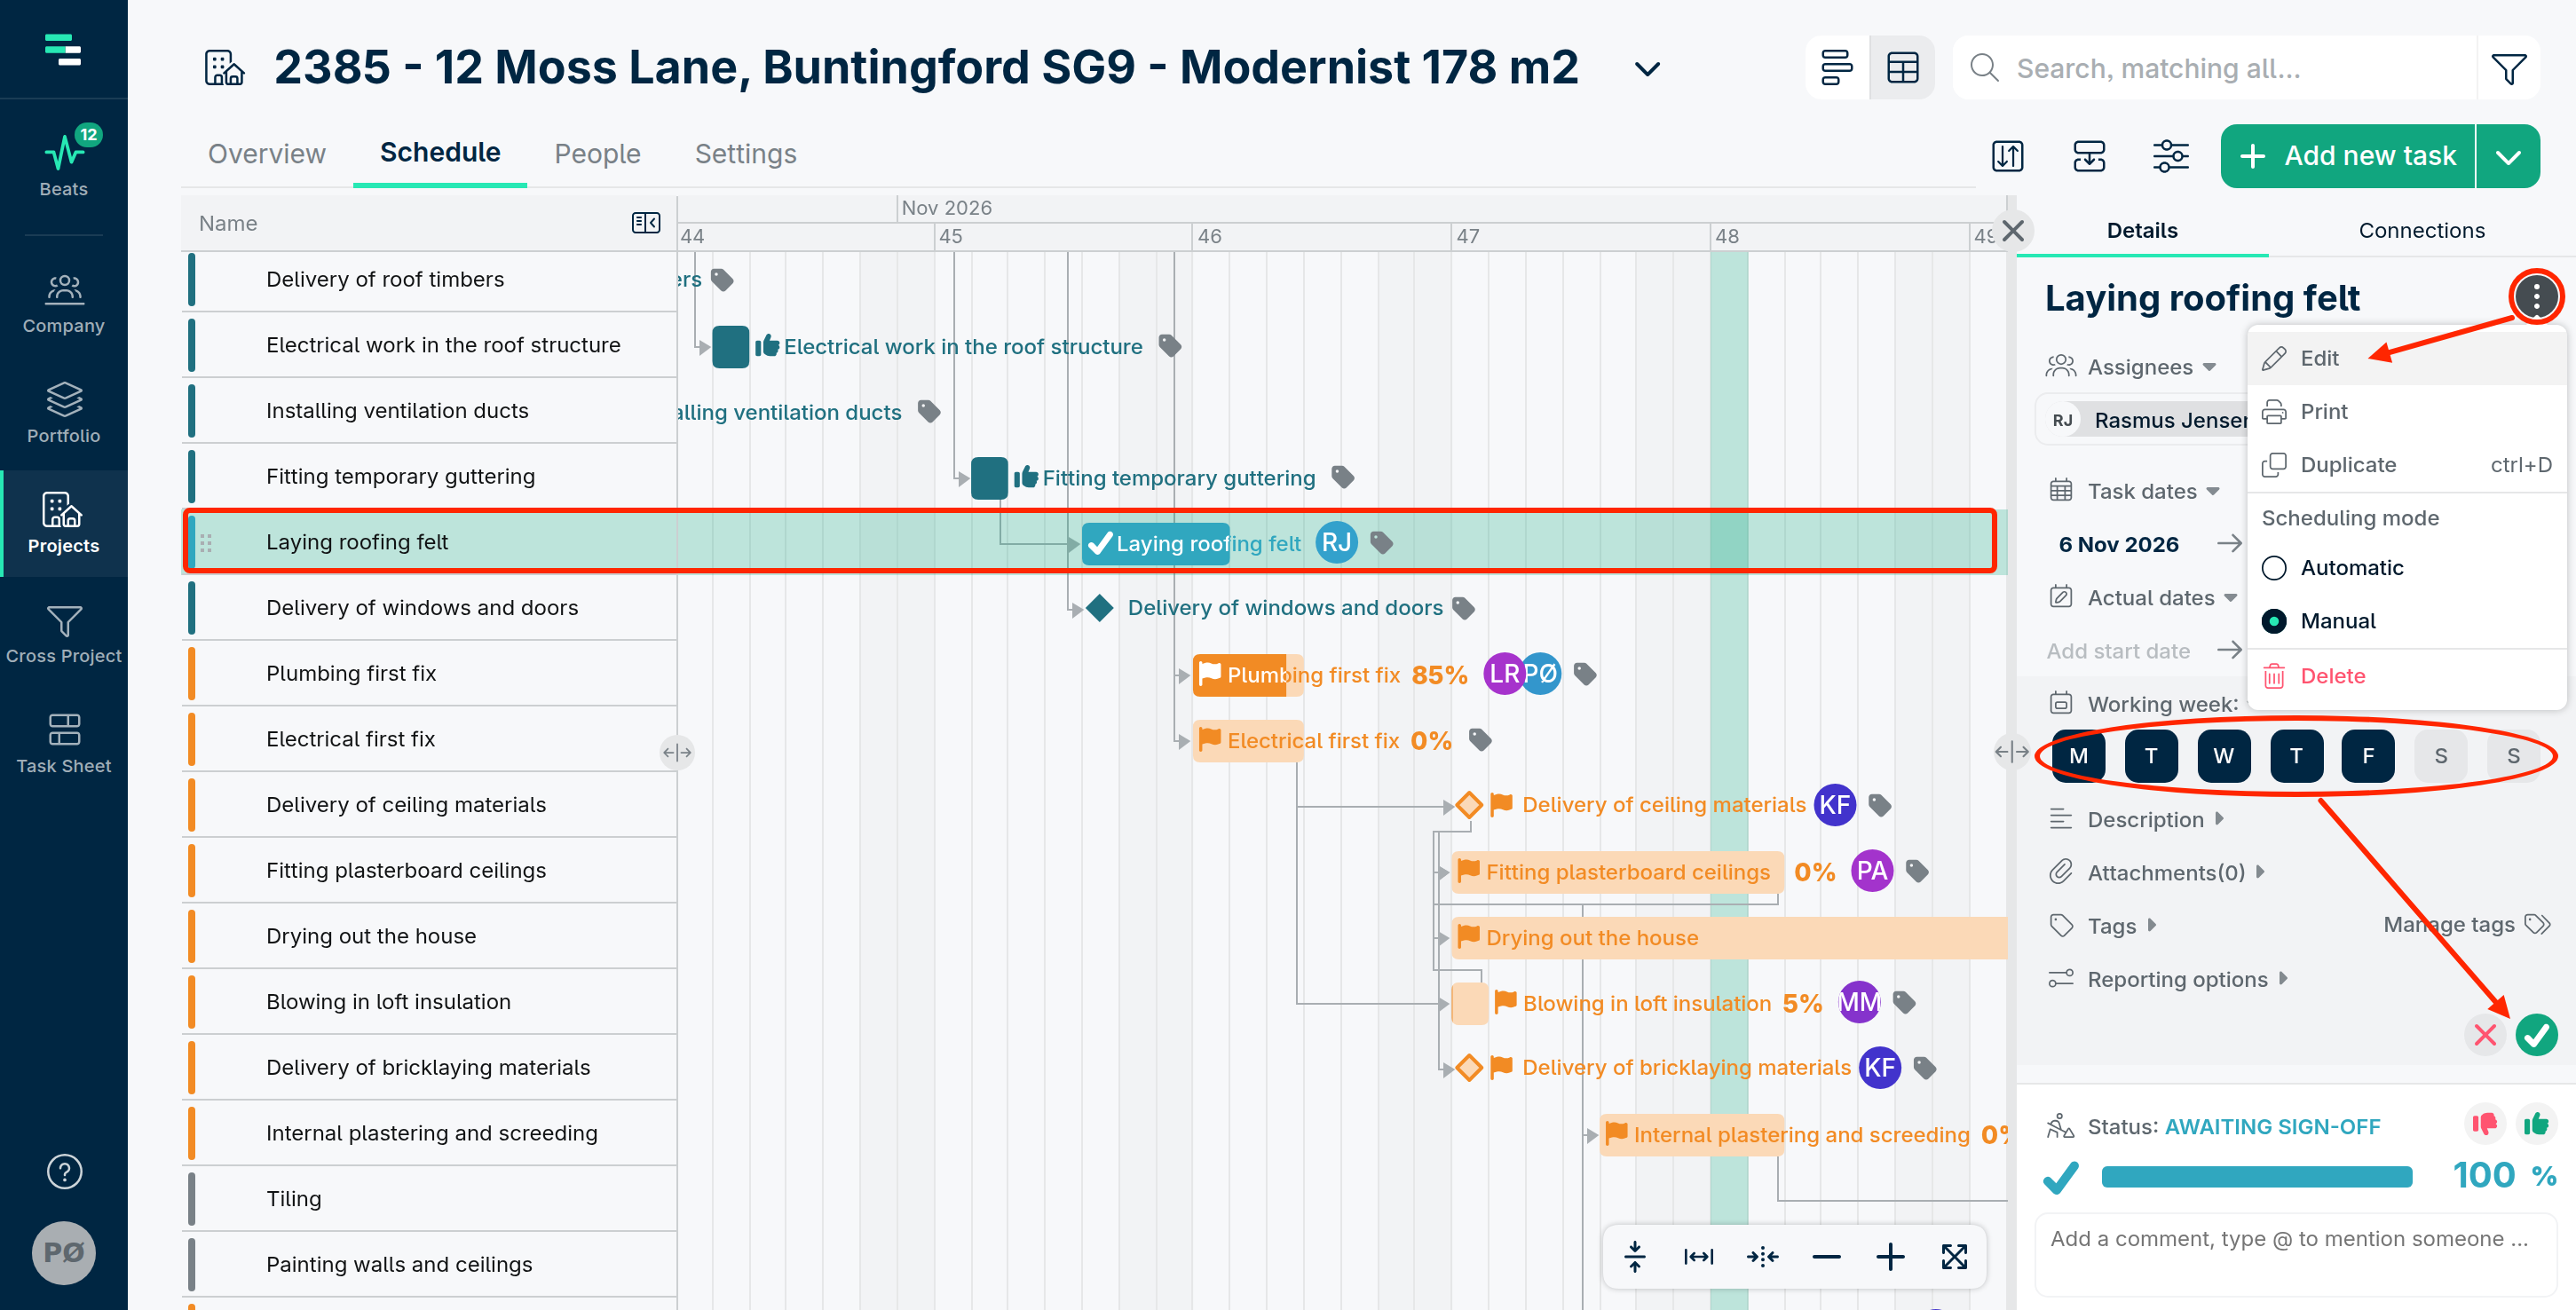 2385 - 12 Moss Lane, Buntingford SG9 - Modernist 178 m2
Search, matching all...
12
Beats
Company
Portfolio
Projects
Cross Project
Task Sheet
PØ
Overview
Schedule
People
Settings
Add new task
Name
Nov 2026
44
45
46
47
48
49
Delivery of roof timbers
ers
Electrical work in the roof structure
Electrical work in the roof structure
Installing ventilation ducts
alling ventilation ducts
Fitting temporary guttering
Fitting temporary guttering
Laying roofing felt
Laying roofing felt RJ
Delivery of windows and doors
Delivery of windows and doors
Plumbing first fix
Plumbing first fix 85% LR PØ
Electrical first fix
Electrical first fix 0%
Delivery of ceiling materials
Delivery of ceiling materials KF
Fitting plasterboard ceilings
Fitting plasterboard ceilings 0% PA
Drying out the house
Drying out the house
Blowing in loft insulation
Blowing in loft insulation 5% MM
Delivery of bricklaying materials
Delivery of bricklaying materials KF
Internal plastering and screeding
Internal plastering and screeding 0%
Tiling
Painting walls and ceilings
Details
Connections
Laying roofing felt
Assignees
RJ Rasmus Jensen
Task dates
6 Nov 2026
Actual dates
Add start date
Working week:
M T W T F S S
Edit
Print
Duplicate ctrl+D
Scheduling mode
Automatic
Manual
Delete
Description
Attachments(0)
Tags
Manage tags
Reporting options
Status: AWAITING SIGN-OFF
100 %
Add a comment, type @ to mention someone ...